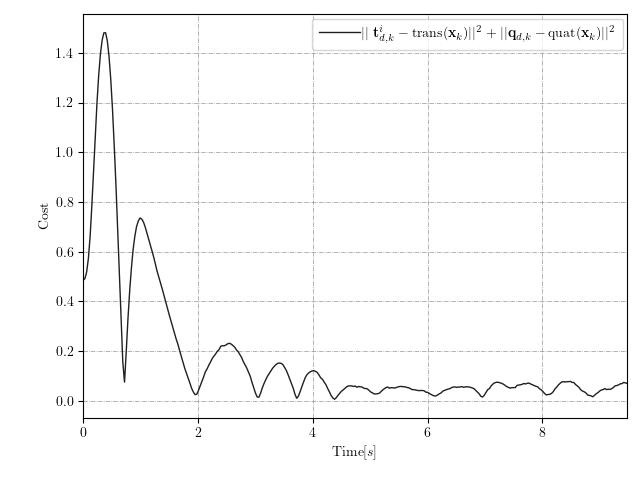 || t^i_{d,k} − trans(x_k)||^2 + ||q_{d,k} − quat(x_k)||^2
1.4
1.2
1.0
0.8
0.6
0.4
0.2
0.0
Cost
0 2 4 6 8
Time[s]